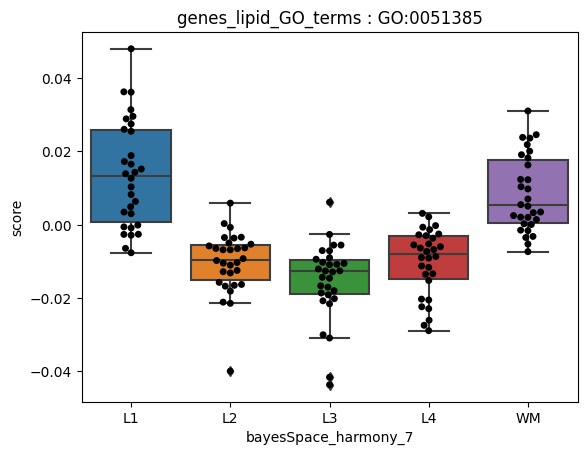 genes_lipid_GO_terms : GO:0051385
score
0.04
0.02
0.00
−0.02
−0.04
L1 L2 L3 L4 WM
bayesSpace_harmony_7